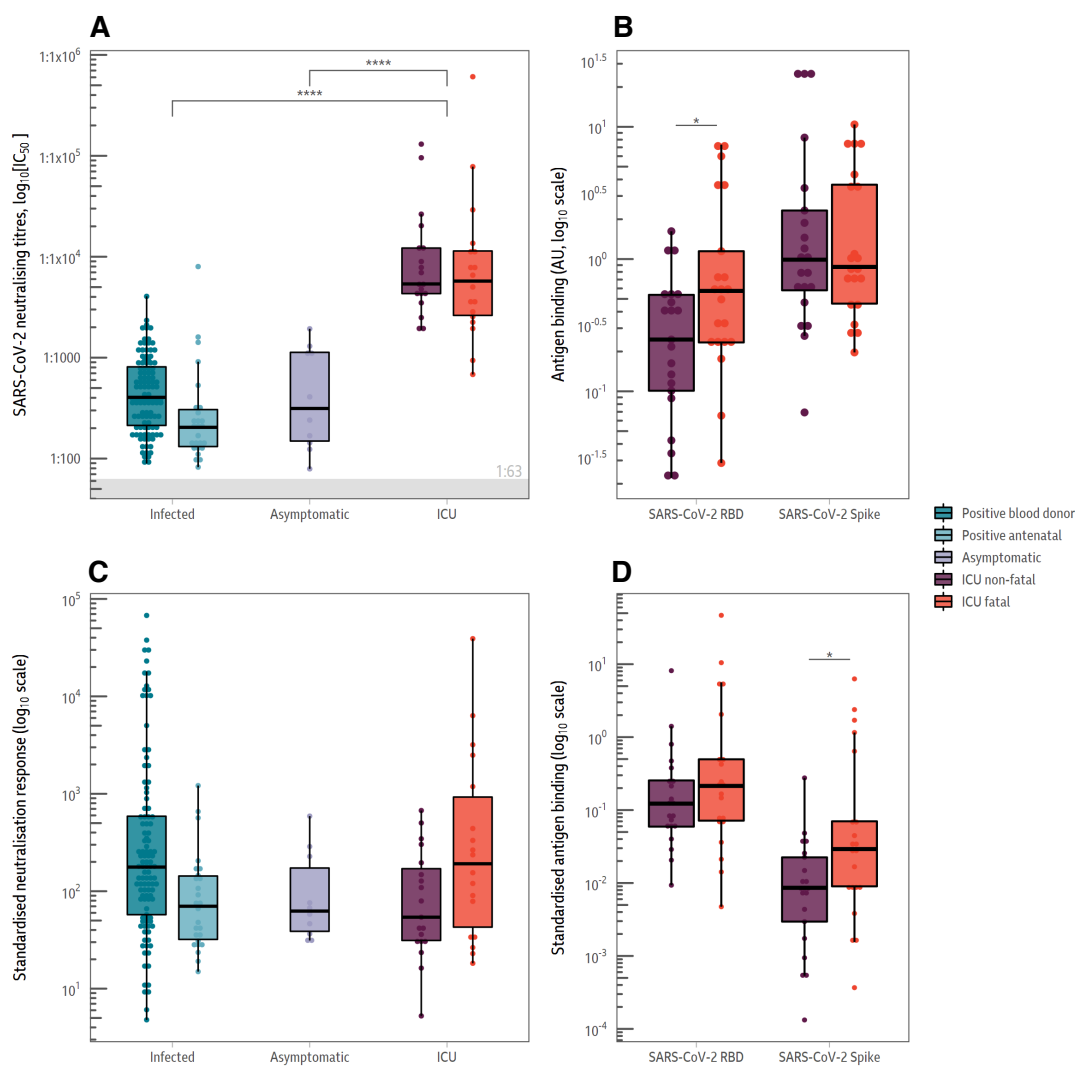 A
SARS-CoV-2 neutralising titres, log10[IC50 ]
1:1x10^6
1:1x10^5
1:1x10^4
1:1000
1:100
****
****
1:63
Infected
Asymptomatic
ICU
B
Antigen binding (AU, log10 scale)
10^1.5
10^1
10^0.5
10^0
10^-0.5
10^-1
10^-1.5
*
SARS-CoV-2 RBD
SARS-CoV-2 Spike
Positive blood donor
Positive antenatal
Asymptomatic
ICU non-fatal
ICU fatal
C
Standardised neutralisation response (log10 scale)
10^5
10^4
10^3
10^2
10^1
Infected
Asymptomatic
ICU
D
Standardised antigen binding (log10 scale)
10^1
10^0
10^-1
10^-2
10^-3
10^-4
*
SARS-CoV-2 RBD
SARS-CoV-2 Spike